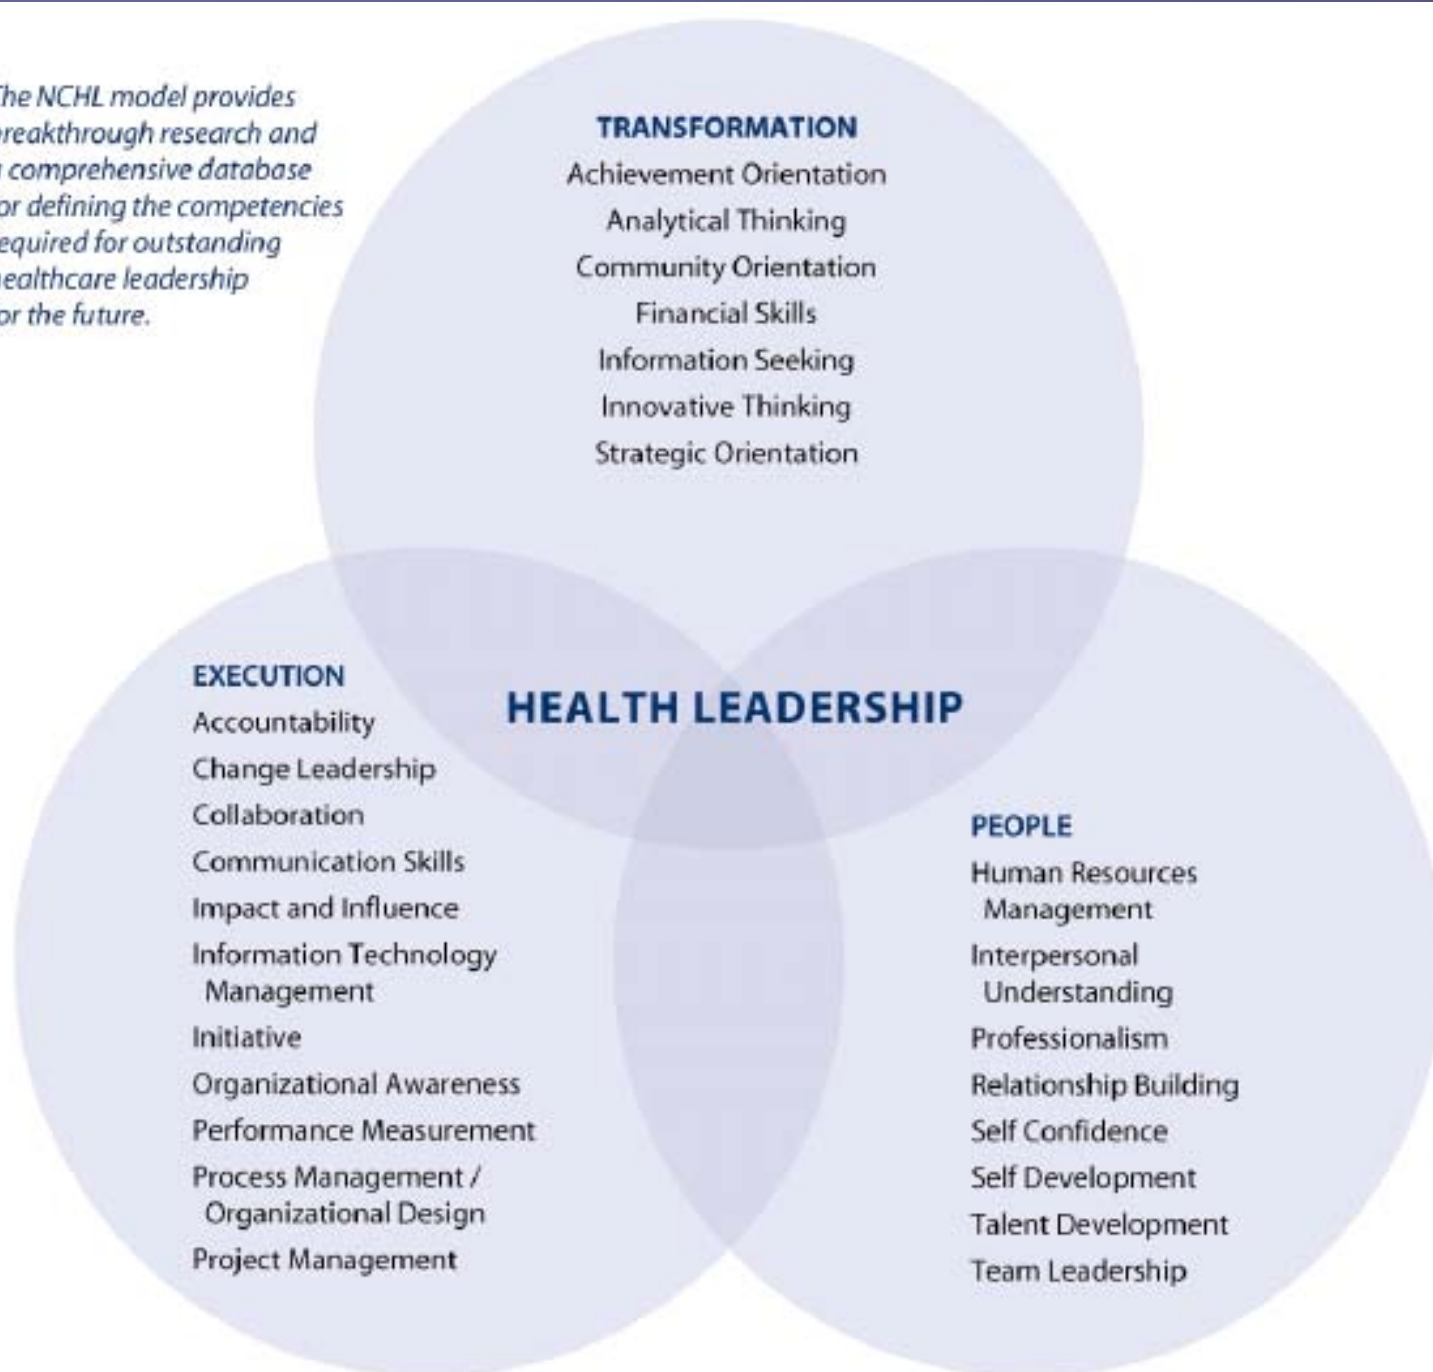 The NCHL model provides
breakthrough research and
a comprehensive database
for defining the competencies
required for outstanding
healthcare leadership
for the future.
TRANSFORMATION
Achievement Orientation
Analytical Thinking
Community Orientation
Financial Skills
Information Seeking
Innovative Thinking
Strategic Orientation
HEALTH LEADERSHIP
EXECUTION
Accountability
Change Leadership
Collaboration
Communication Skills
Impact and Influence
Information Technology
Management
Initiative
Organizational Awareness
Performance Measurement
Process Management /
Organizational Design
Project Management
PEOPLE
Human Resources
Management
Interpersonal
Understanding
Professionalism
Relationship Building
Self Confidence
Self Development
Talent Development
Team Leadership